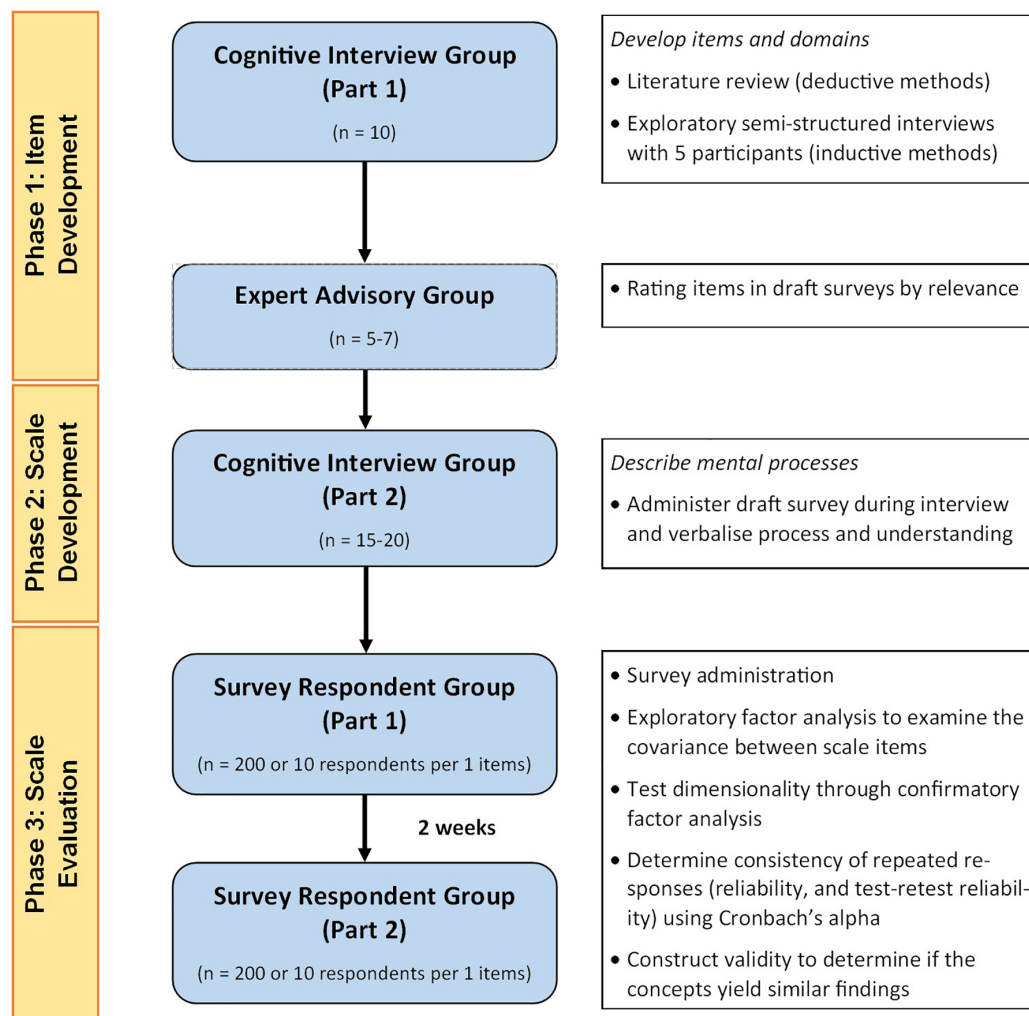 Phase 1: Item
Development
Cognitive Interview Group
(Part 1)
(n = 10)
Develop items and domains
• Literature review (deductive methods)
• Exploratory semi-structured interviews
with 5 participants (inductive methods)
Expert Advisory Group
(n = 5-7)
• Rating items in draft surveys by relevance
Phase 2: Scale
Development
Cognitive Interview Group
(Part 2)
(n = 15-20)
Describe mental processes
• Administer draft survey during interview
and verbalise process and understanding
Phase 3: Scale
Evaluation
Survey Respondent Group
(Part 1)
(n = 200 or 10 respondents per 1 items)
2 weeks
Survey Respondent Group
(Part 2)
(n = 200 or 10 respondents per 1 items)
• Survey administration
• Exploratory factor analysis to examine the
covariance between scale items
• Test dimensionality through confirmatory
factor analysis
• Determine consistency of repeated re-
sponses (reliability, and test-retest reliabil-
ity) using Cronbach’s alpha
• Construct validity to determine if the
concepts yield similar findings